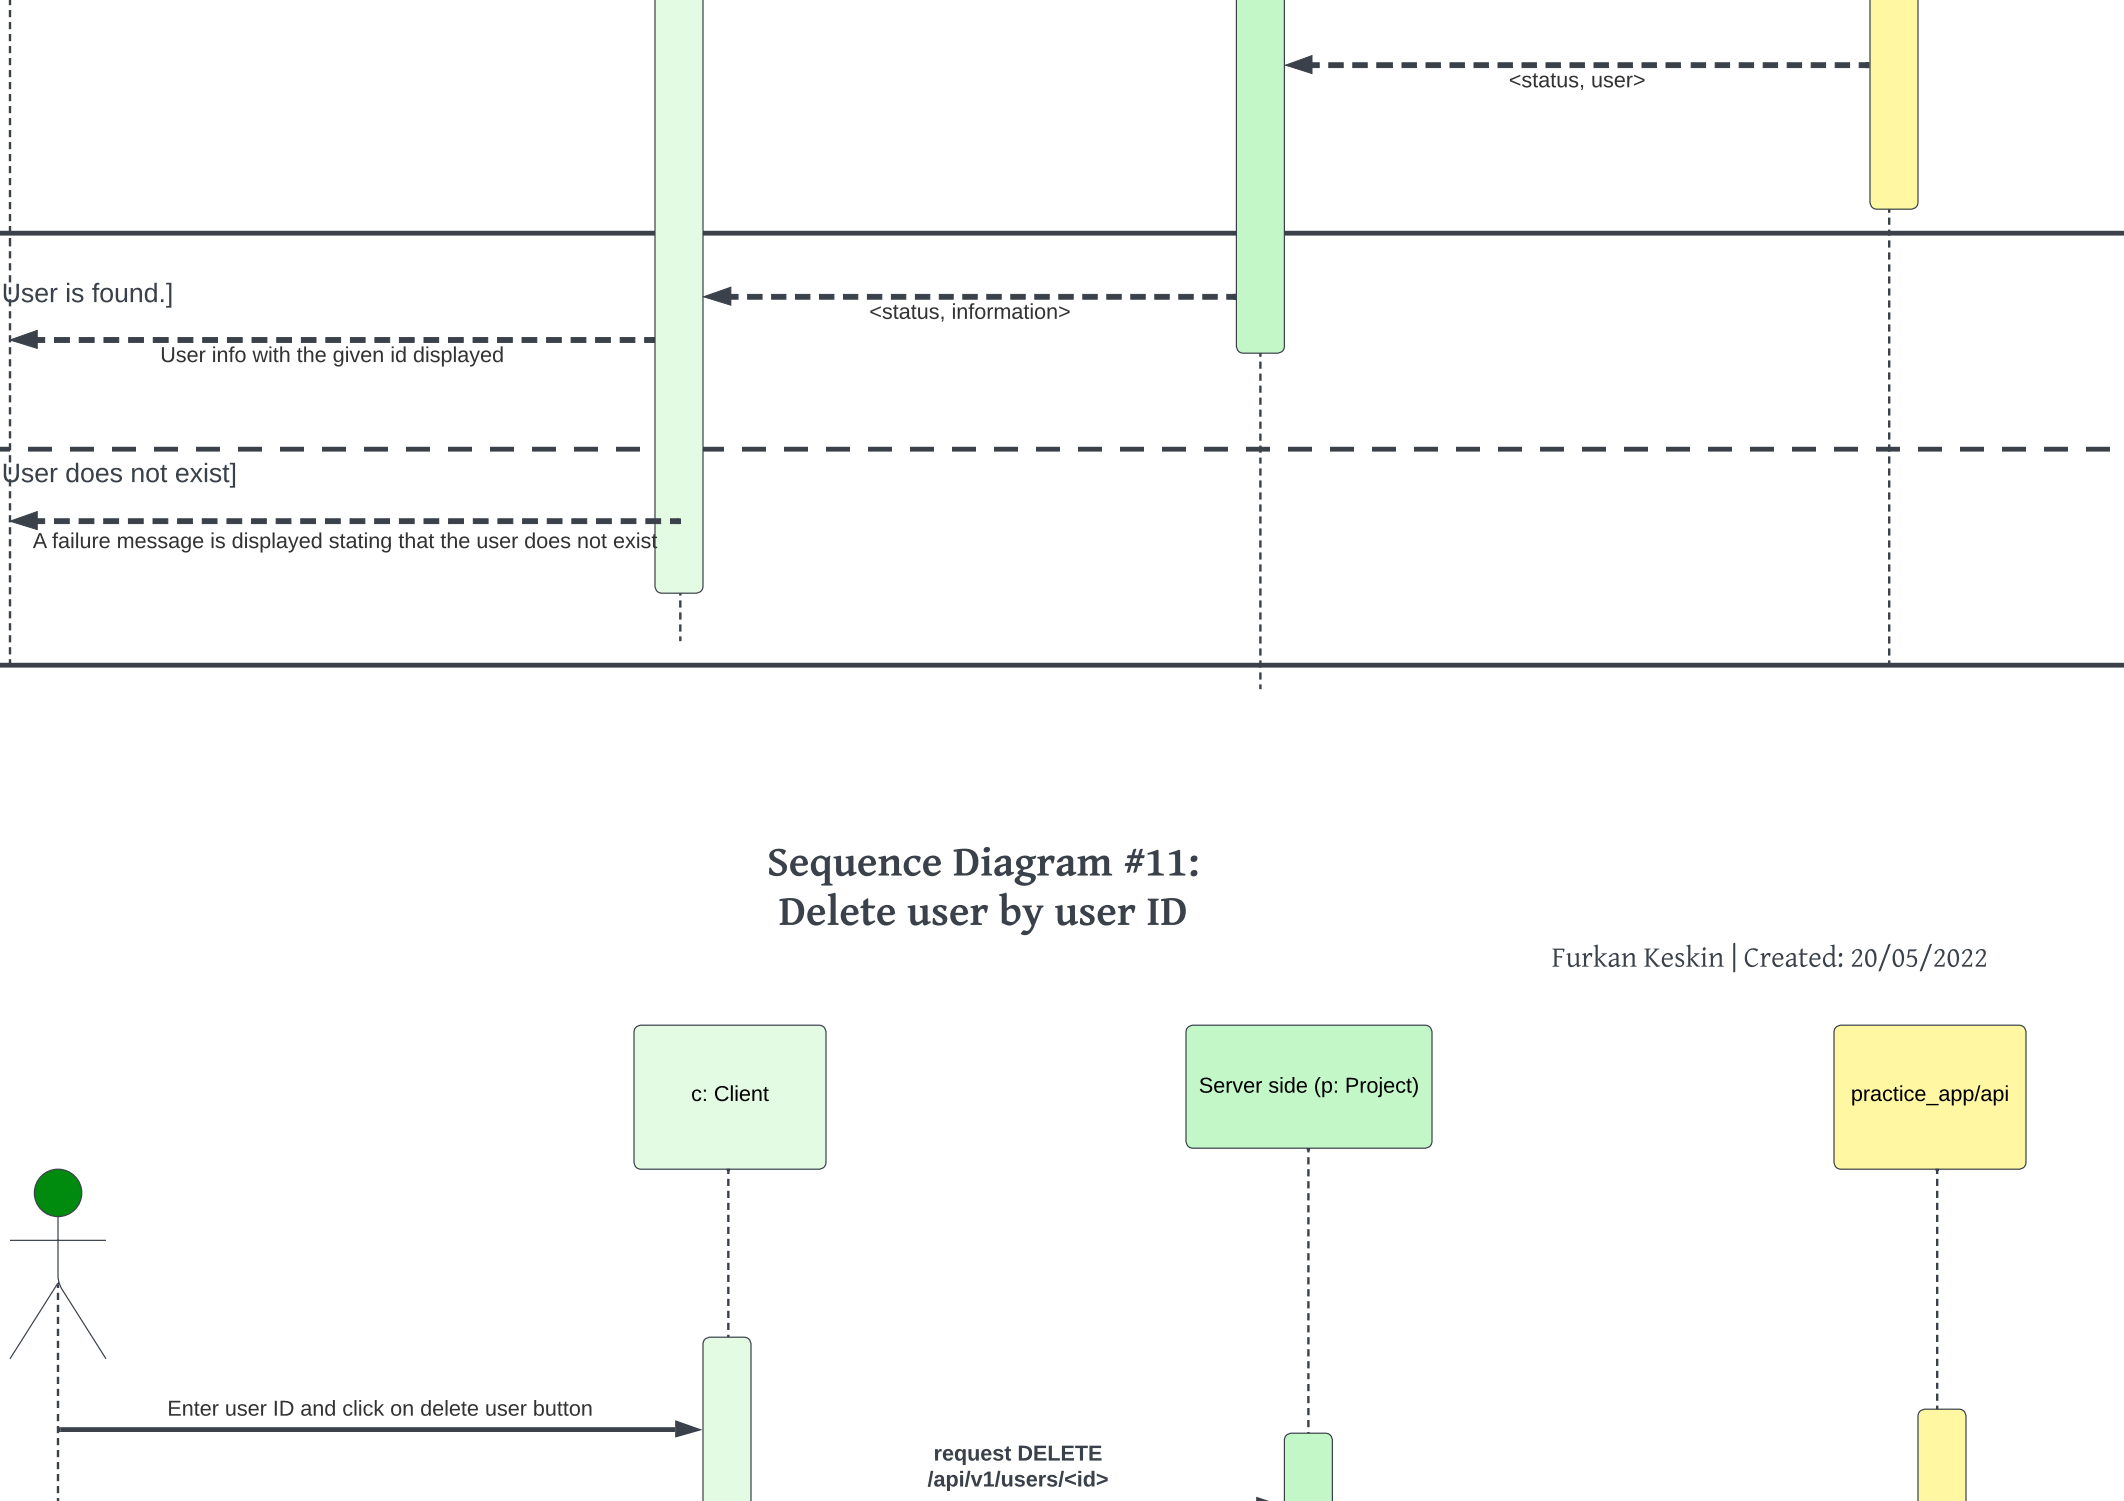 <status, user>
User is found.]
<status, information>
User info with the given id displayed
User does not exist]
A failure message is displayed stating that the user does not exist
Sequence Diagram #11:
Delete user by user ID
Furkan Keskin | Created: 20/05/2022
c: Client
Server side (p: Project)
practice_app/api
Enter user ID and click on delete user button
request DELETE
/api/v1/users/<id>